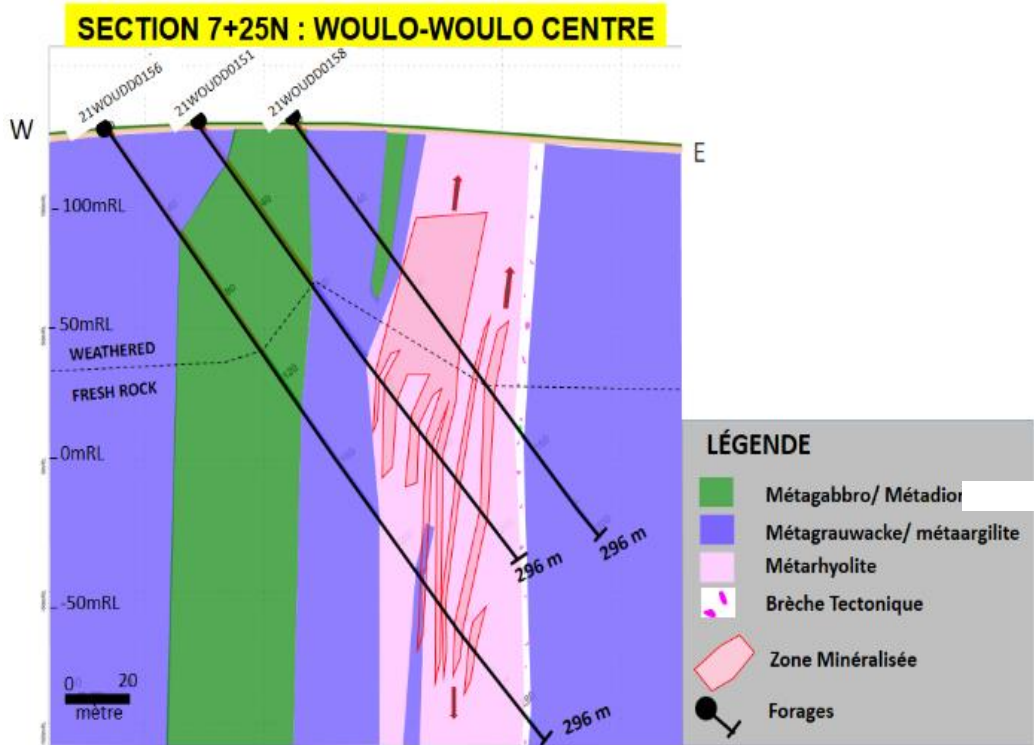 SECTION 7+25N : WOULO-WOULO CENTRE
21WOUDD0156
21WOUDD0151
21WOUDD0158
W
E
100mRL
50mRL
WEATHERED
FRESH ROCK
0mRL
-50mRL
0 20
mètre
296 m
296 m
296 m
LÉGENDE
Métagabbro/
Métagrauwacke/ métaargilite
Métarhyolite
Brèche Tectonique
Zone Minéralisée
Forages